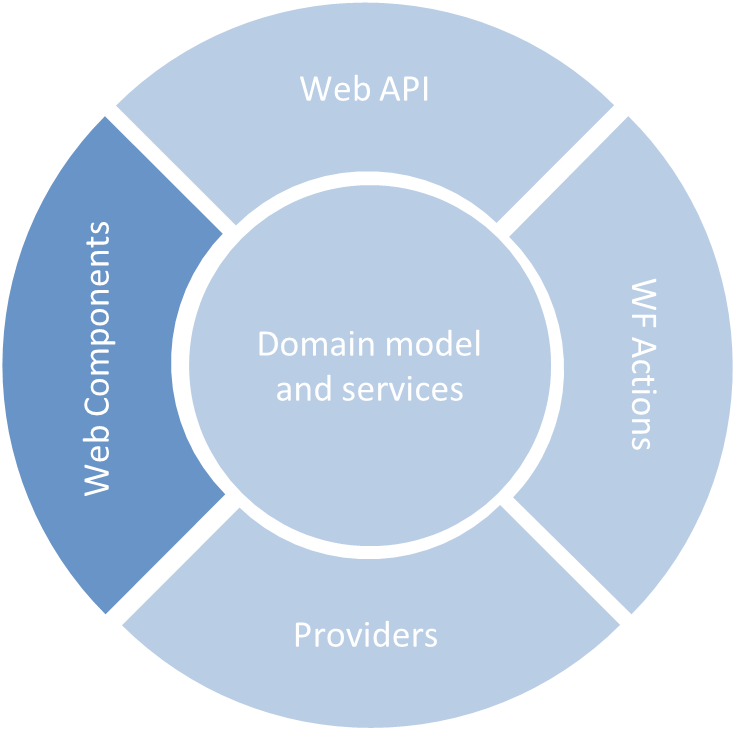 Web API
Web Components
Domain model
and services
WF Actions
Providers